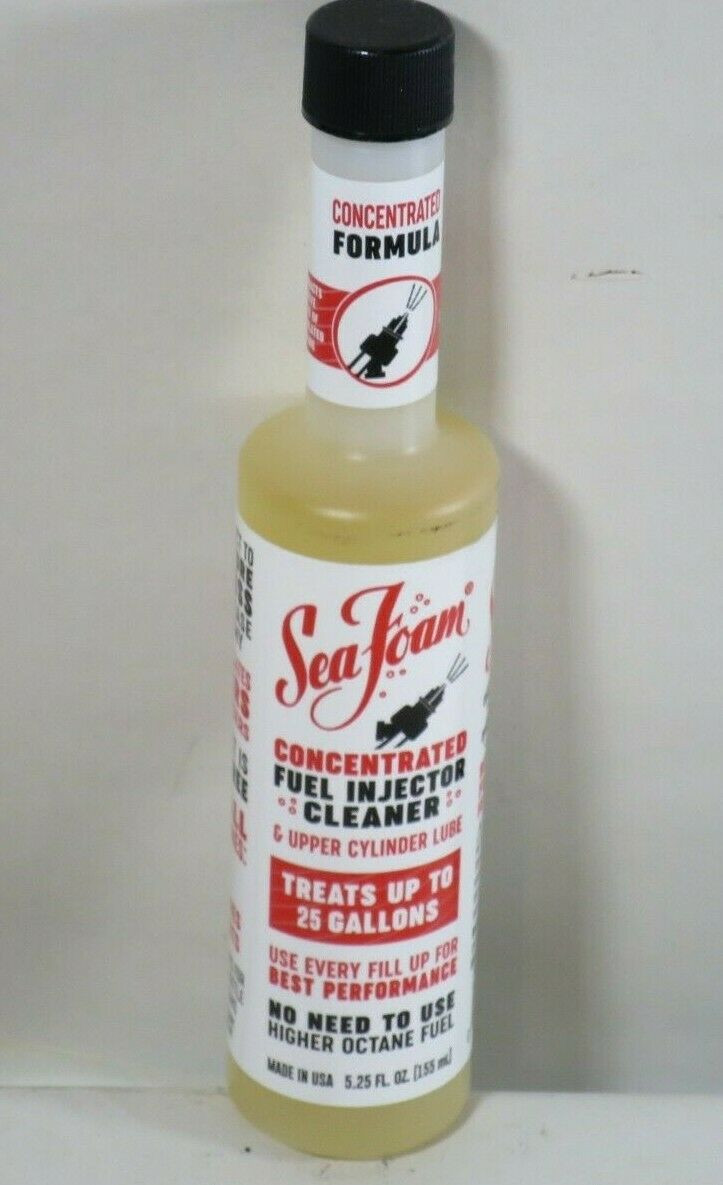 CONCENTRATED
FORMULA
Sea Foam
CONCENTRATED
FUEL INJECTOR
CLEANER
& UPPER CYLINDER LUBE
TREATS UP TO
25 GALLONS
USE EVERY FILL UP FOR
BEST PERFORMANCE
NO NEED TO USE
HIGHER OCTANE FUEL
MADE IN USA 5.25 FL. OZ. (155 mL)